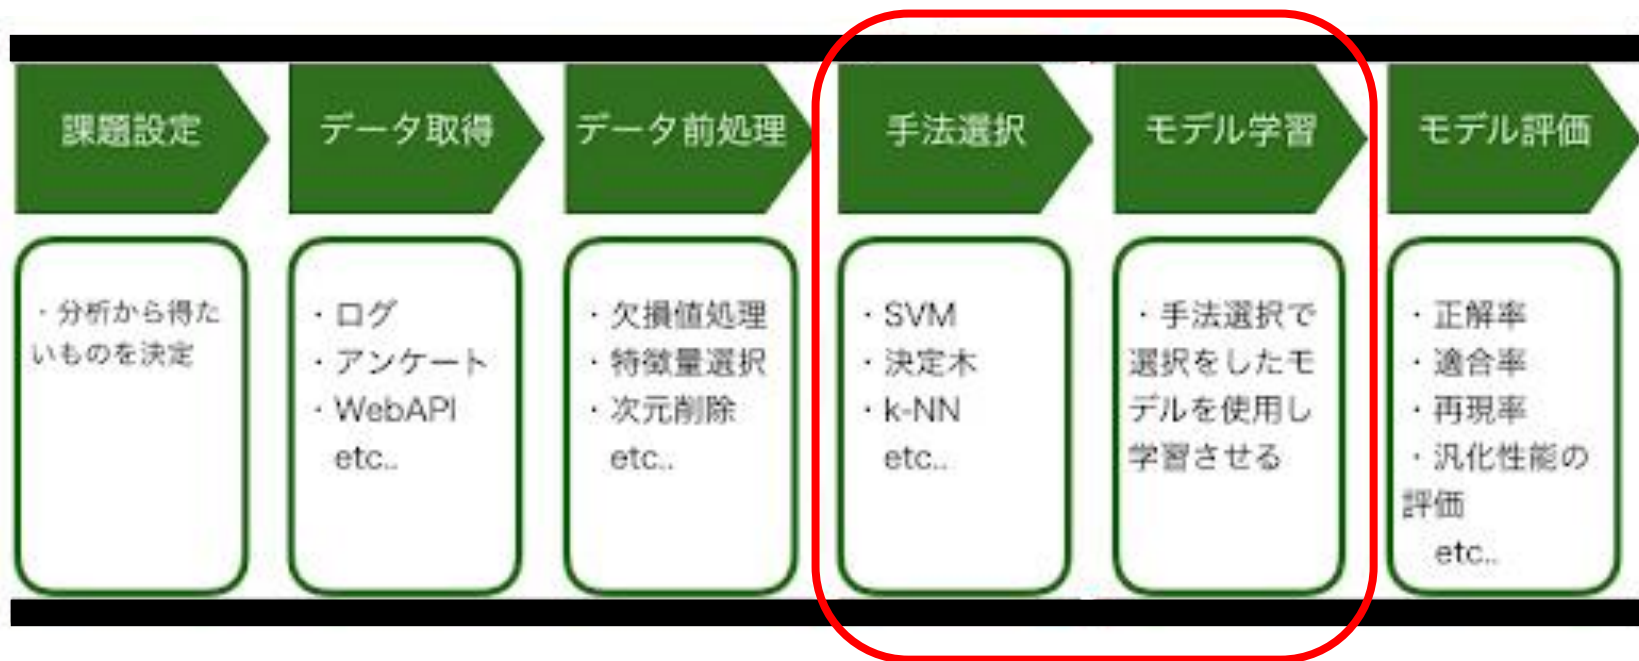 課題設定
データ取得
データ前処理
手法選択
モデル学習
モデル評価
・分析から得た
いものを決定
・ログ
・アンケート
・WebAPI
etc..
・欠損値処理
・特徴量選択
・次元削除
etc..
・SVM
・決定木
・k-NN
etc..
・手法選択で
選択をしたモ
デルを使用し
学習させる
・正解率
・適合率
・再現率
・汎化性能の
評価
etc..